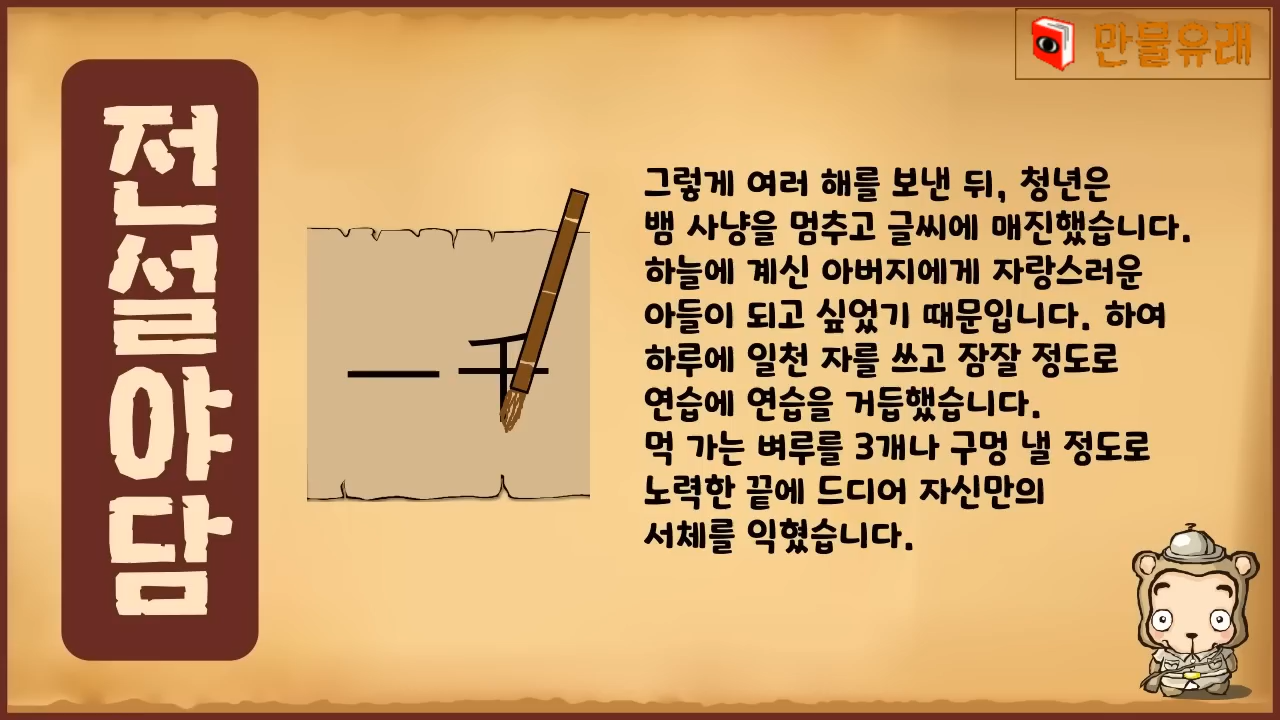 만물유래
전설야담
一千
그렇게 여러 해를 보낸 뒤, 청년은
뱀 사냥을 멈추고 글씨에 매진했습니다.
하늘에 계신 아버지에게 자랑스러운
아들이 되고 싶었기 때문입니다. 하여
하루에 일천 자를 쓰고 잠잘 정도로
연습에 연습을 거듭했습니다.
먹 가는 벼루를 3개나 구멍 낼 정도로
노력한 끝에 드디어 자신만의
서체를 익혔습니다.